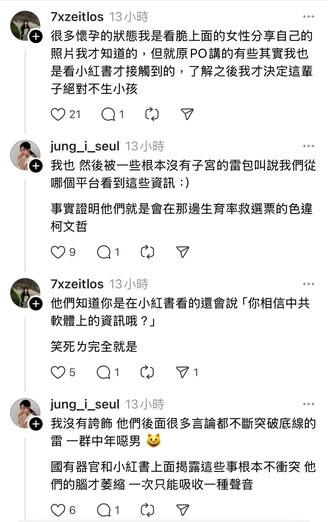 7xzeitlos 13小時
很多懷孕的狀態我是看脆上面的女性分享自己的
照片我才知道的，但就原PO講的有些其實我也
是看小紅書才接觸到的，了解之後我才決定這輩
子絕對不生小孩
21 1
jung_i_seul 13小時
我也 然後被一些根本沒有子宮的雷包叫說我們從
哪個平台看到這些資訊：)
事實證明他們就是會在那邊生育率救選票的色違
柯文哲
9 1
7xzeitlos 13小時
他們知道你是在小紅書看的還會說「你相信中共
軟體上的資訊哦？」
笑死ㄌ完全就是
5 1 1
jung_i_seul 13小時
我沒有誇飾 他們後面很多言論都不斷突破底線的
雷 一群中年噁男 😺
國有器官和小紅書上面揭露這些事根本不衝突 他
們的腦才萎縮 一次只能吸收一種聲音
6 1